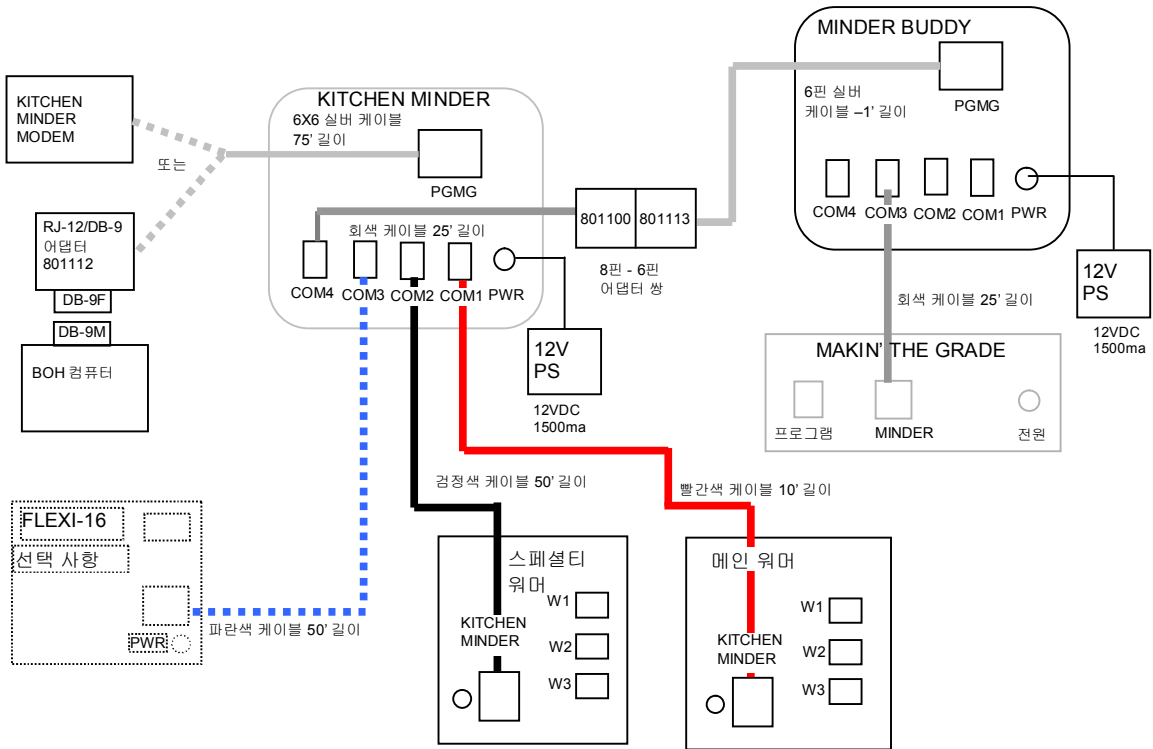 MINDER BUDDY
6핀 실버
케이블 –1’ 길이
PGMG
COM4
COM3
COM2
COM1
PWR
12V
PS
12VDC
1500ma
KITCHEN
MINDER
MODEM
또는
RJ-12/DB-9
어댑터
801112
DB-9F
DB-9M
BOH 컴퓨터
KITCHEN MINDER
6X6 실버 케이블
75’ 길이
PGMG
회색 케이블 25’ 길이
COM4
COM3
COM2
COM1
PWR
12V
PS
12VDC
1500ma
801100
801113
8핀 - 6핀
어댑터 쌍
회색 케이블 25’ 길이
MAKIN’ THE GRADE
프로그램
MINDER
전원
검정색 케이블 50’ 길이
빨간색 케이블 10’ 길이
FLEXI-16
선택 사항
PWR
파란색 케이블 50’ 길이
스페셜티
워머
W1
W2
W3
KITCHEN
MINDER
메인 워머
W1
W2
W3
KITCHEN
MINDER